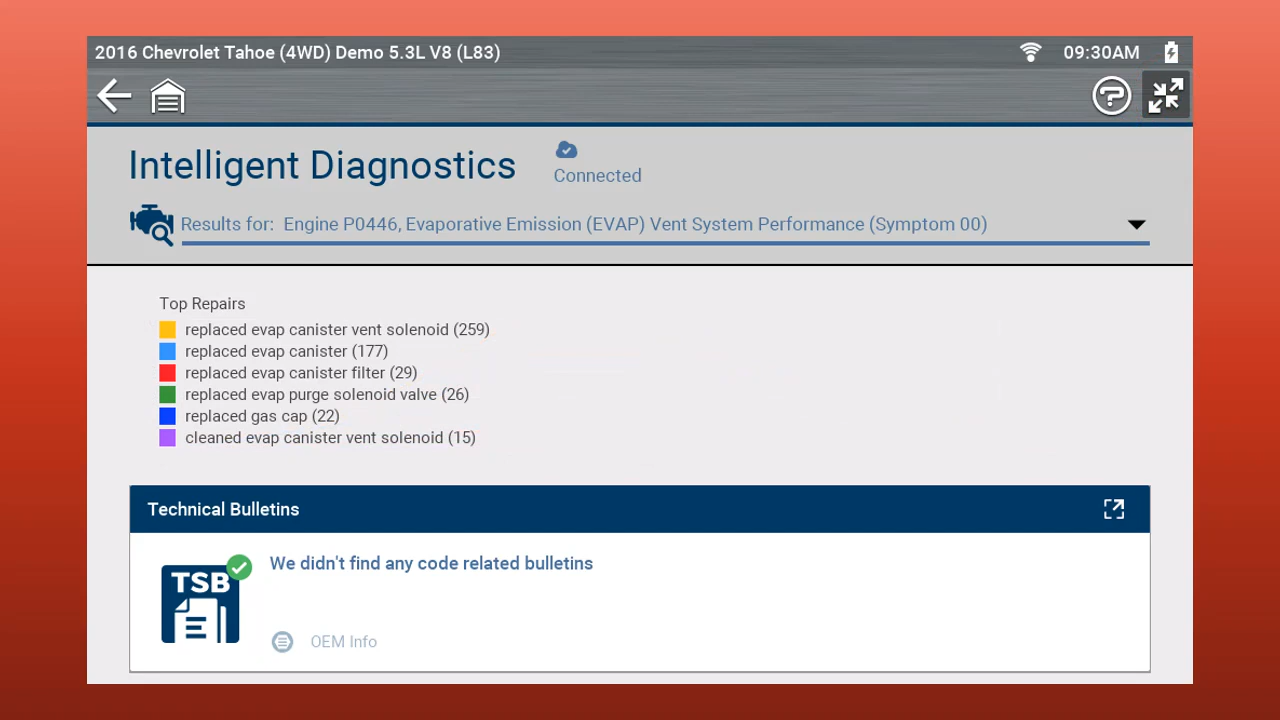 2016 Chevrolet Tahoe (4WD) Demo 5.3L V8 (L83) 09:30AM
Intelligent Diagnostics
Connected
Results for: Engine P0446, Evaporative Emission (EVAP) Vent System Performance (Symptom 00)
Top Repairs
replaced evap canister vent solenoid (259)
replaced evap canister (177)
replaced evap canister filter (29)
replaced evap purge solenoid valve (26)
replaced gas cap (22)
cleaned evap canister vent solenoid (15)
Technical Bulletins
TSB
We didn't find any code related bulletins
OEM Info